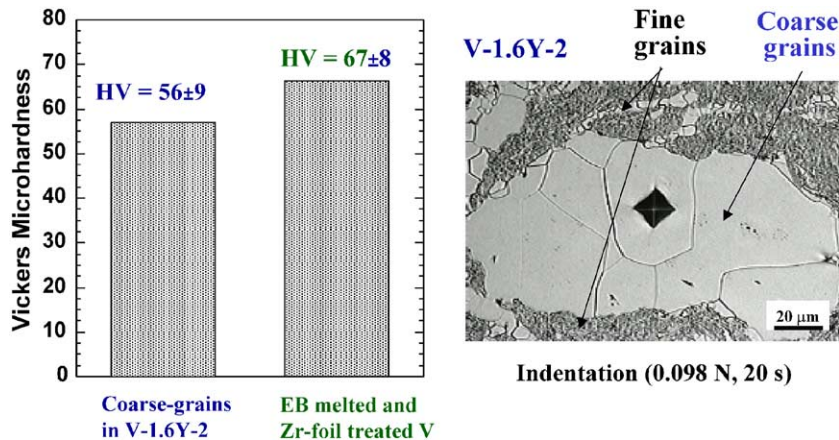 Vickers Microhardness
80
70
60
50
40
30
20
10
0
HV = 56±9
HV = 67±8
Coarse-grains
in V-1.6Y-2
EB melted and
Zr-foil treated V
V-1.6Y-2
Fine
grains
Coarse
grains
20 μm
Indentation (0.098 N, 20 s)